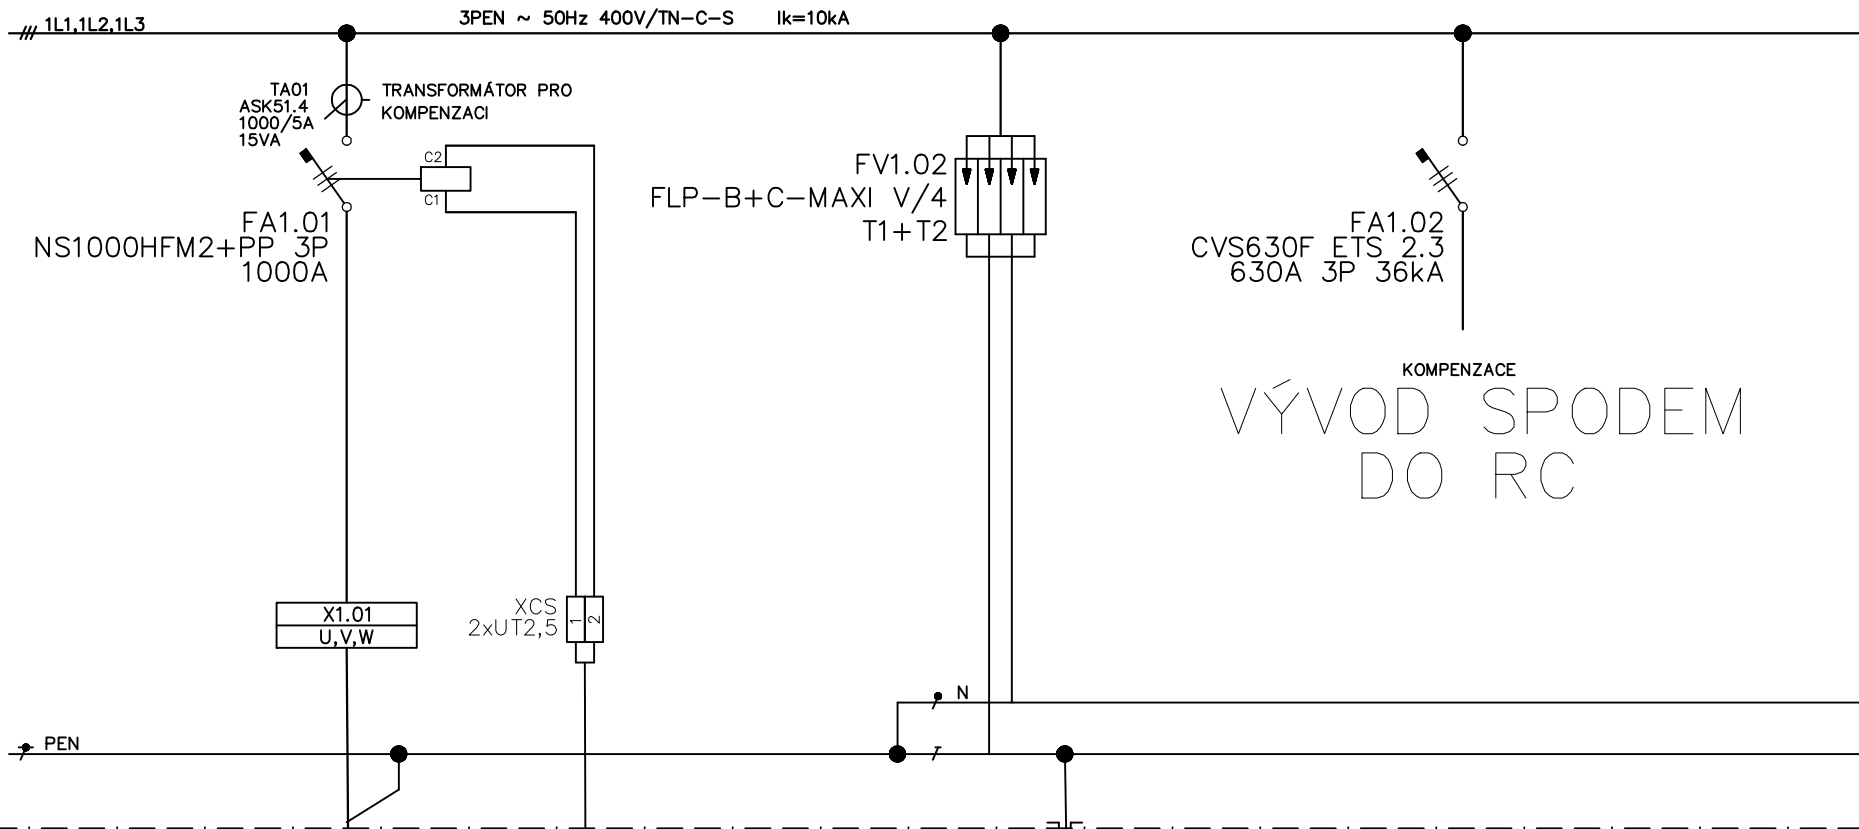 3PEN ~ 50Hz 400V/TN-C-S Ik=10kA
1L1,1L2,1L3
TA01
ASK51.4
1000/5A
15VA
TRANSFORMÁTOR PRO
KOMPENZACI
C2
C1
FA1.01
NS1000HFM2+PP 3P
1000A
FV1.02
FLP-B+C-MAXI V/4
T1+T2
FA1.02
CVS630F ETS 2.3
630A 3P 36kA
KOMPENZACE
VÝVOD SPODEM
DO RC
X1.01
U,V,W
XCS
2xUT2,5
1
2
N
PEN